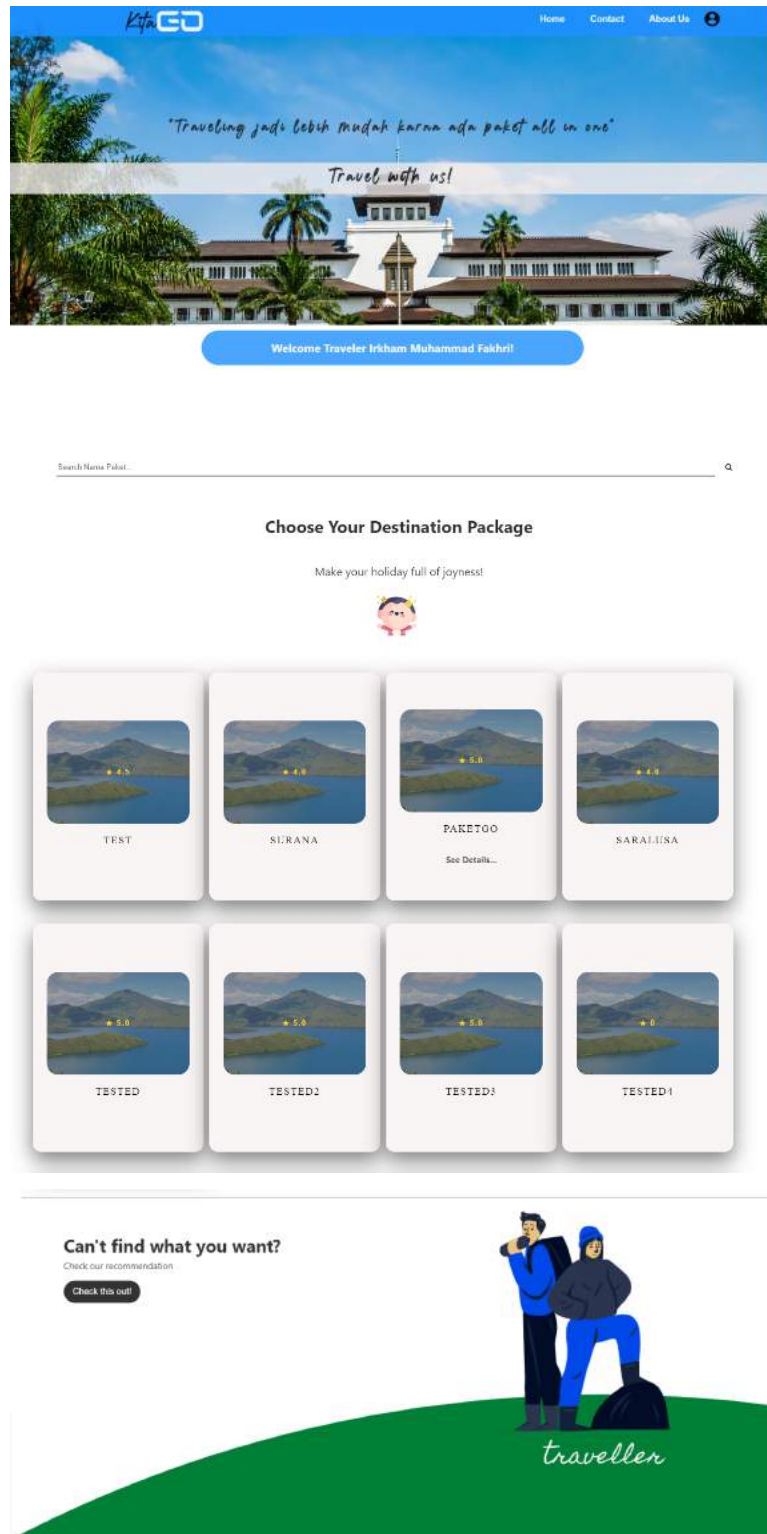 KitaGO
Home Contact About Us
"Traveling jadi lebih mudah karna ada paket all in one"
Travel with us!
Welcome Traveler Irkham Muhammad Fakhri!
Search Name Paket...
Choose Your Destination Package
Make your holiday full of joyness!
★ 4.5
TEST
★ 4.0
SURANA
★ 5.0
PAKETGO
See Details...
★ 4.0
SARALUSA
★ 5.0
TESTED
★ 5.0
TESTED2
★ 5.0
TESTED3
★ 0
TESTED4
Can't find what you want?
Check our recommendation
Check this out!
traveller